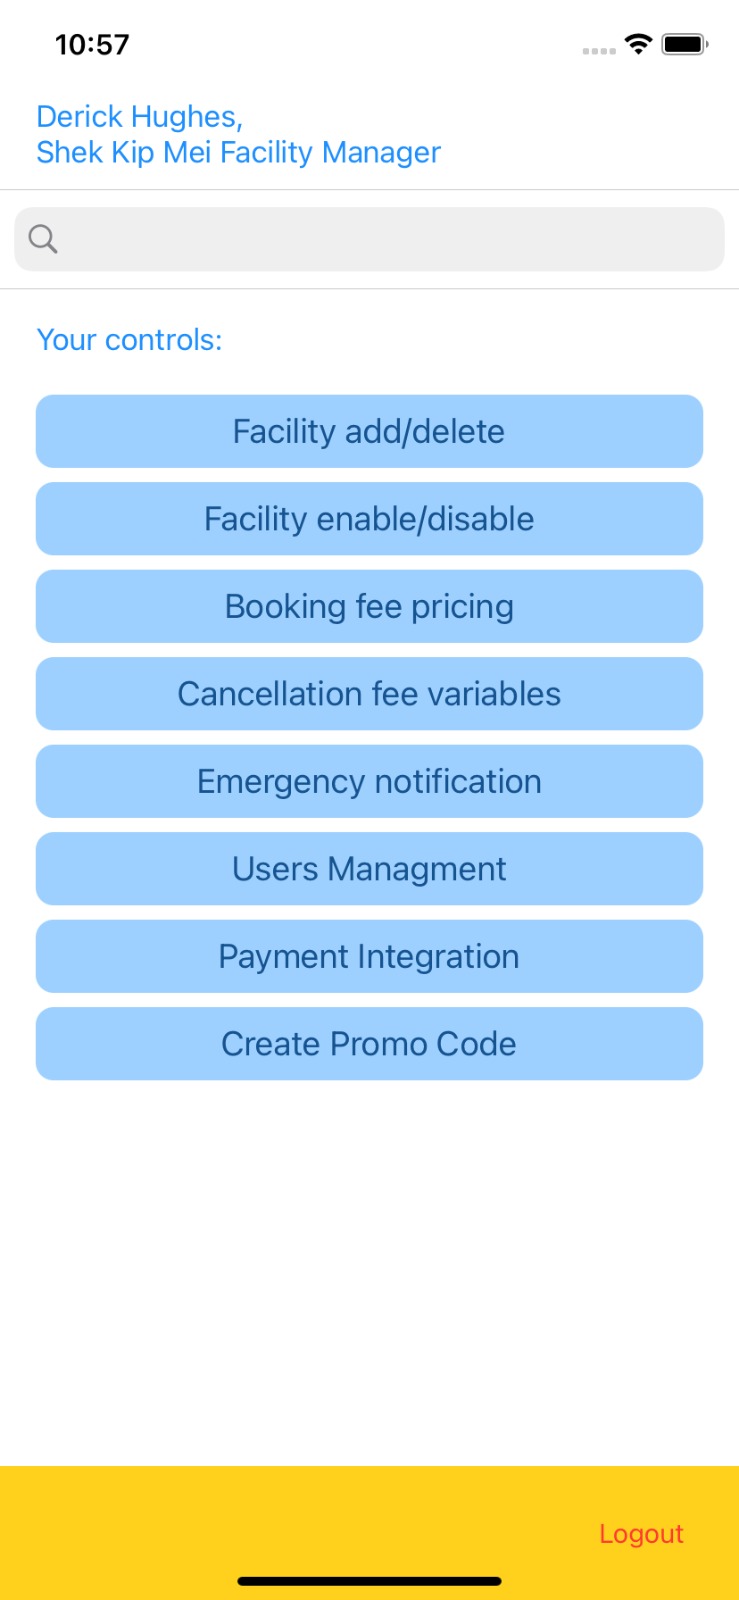 10:57
Derick Hughes,
Shek Kip Mei Facility Manager
Your controls:
Facility add/delete
Facility enable/disable
Booking fee pricing
Cancellation fee variables
Emergency notification
Users Managment
Payment Integration
Create Promo Code
Logout